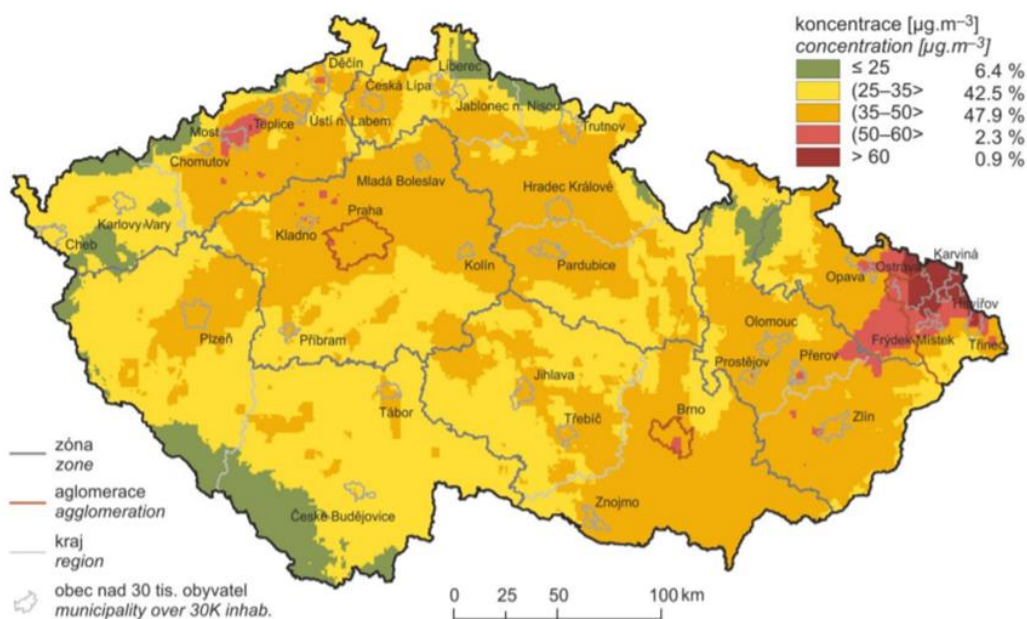 koncentrace [µg.m–3]
concentration [µg.m–3]
≤ 25 6.4 %
(25–35> 42.5 %
(35–50> 47.9 %
(50–60> 2.3 %
> 60 0.9 %
Děčín
Liberec
Česká Lípa
Jablonec n. Nisou
Teplice
Ústí n. Labem
Most
Trutnov
Chomutov
Mladá Boleslav
Hradec Králové
Praha
Karlovy Vary
Kladno
Cheb
Kolín
Pardubice
Karviná
Opava
Ostrava
Havířov
Olomouc
Plzeň
Příbram
Frýdek-Místek
Třinec
Prostějov
Přerov
Jihlava
Tábor
Brno
Třebíč
Zlín
Znojmo
České Budějovice
zóna
zone
aglomerace
agglomeration
kraj
region
obec nad 30 tis. obyvatel
municipality over 30K inhab.
0 25 50 100 km